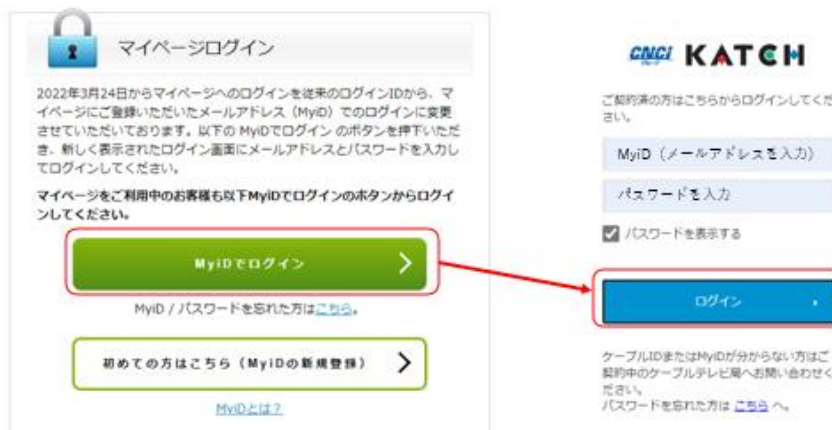 マイページログイン
2022年3月24日からマイページへのログインを従来のログインIDから、マ
イページにご登録いただいたメールアドレス（MyiD）でのログインに変更
させていただいております。以下の MyiDでログイン のボタンを押下いただ
き、新しく表示されたログイン画面にメールアドレスとパスワードを入力し
てログインしてください。
マイページをご利用中のお客様も以下MyiDでログインのボタンからログイ
ンしてください。
MyiDでログイン
MyiD / パスワードを忘れた方はこちら。
初めての方はこちら（MyiDの新規登録）
MyiDとは？
CNCI グループ KATCH
ご契約済の方はこちらからログインしてくだ
さい。
MyiD（メールアドレスを入力）
パスワードを入力
パスワードを表示する
ログイン
ケーブルIDまたはMyiDが分からない方はご
契約中のケーブルテレビ局へお問い合わせく
ださい。
パスワードを忘れた方は こちら へ。